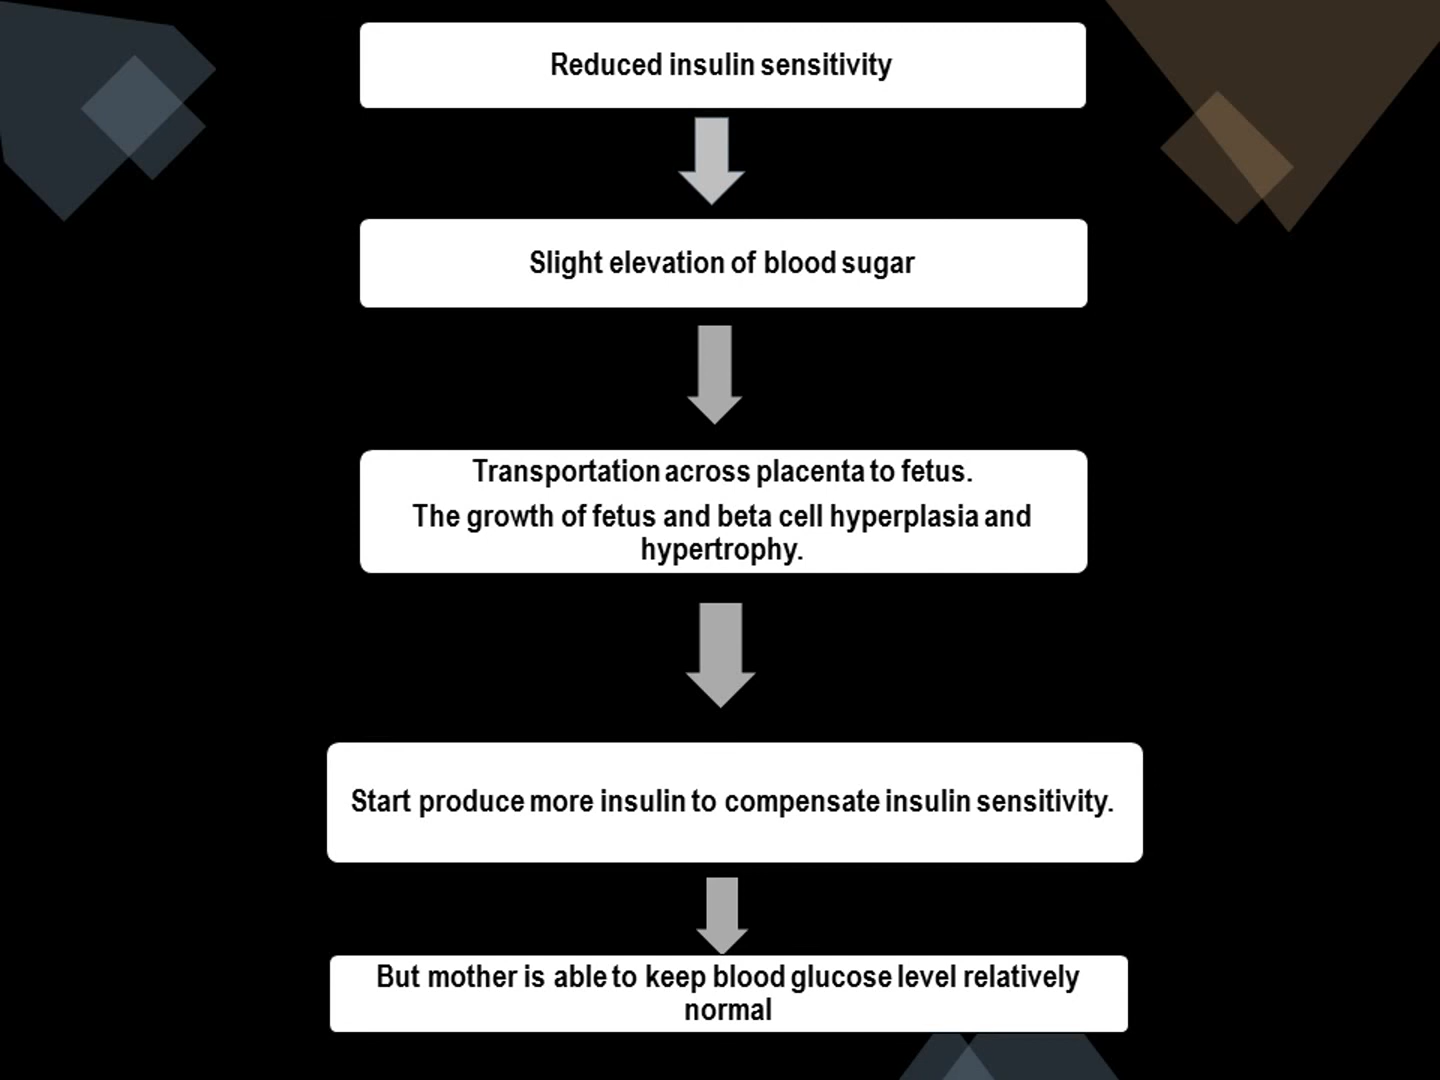 Reduced insulin sensitivity
Slight elevation of blood sugar
Transportation across placenta to fetus.
The growth of fetus and beta cell hyperplasia and
hypertrophy.
Start produce more insulin to compensate insulin sensitivity.
But mother is able to keep blood glucose level relatively
normal